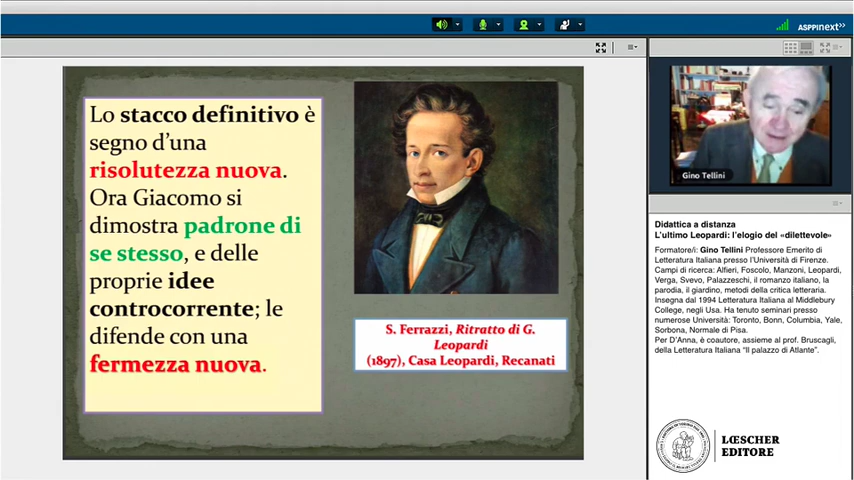 ASPPInext»
Lo stacco definitivo è
segno d'una
risolutezza nuova.
Ora Giacomo si
dimostra padrone di
se stesso, e delle
proprie idee
controcorrente; le
difende con una
fermezza nuova.
S. Ferrazzi, Ritratto di G.
Leopardi
(1897), Casa Leopardi, Recanati
Gino Tellini
Didattica a distanza
L'ultimo Leopardi: l'elogio del «dilettevole»
Formatore/i: Gino Tellini Professore Emerito di
Letteratura Italiana presso l'Università di Firenze.
Campi di ricerca: Alfieri, Foscolo, Manzoni, Leopardi,
Verga, Svevo, Palazzeschi, il romanzo italiano, la
parodia, il giardino, metodi della critica letteraria.
Insegna dal 1994 Letteratura Italiana al Middlebury
College, negli Usa. Ha tenuto seminari presso
numerose Università: Toronto, Bonn, Columbia, Yale,
Sorbona, Normale di Pisa.
Per D'Anna, è coautore, assieme al prof. Bruscagli,
della Letteratura Italiana "Il palazzo di Atlante".
LŒSCHER
EDITORE